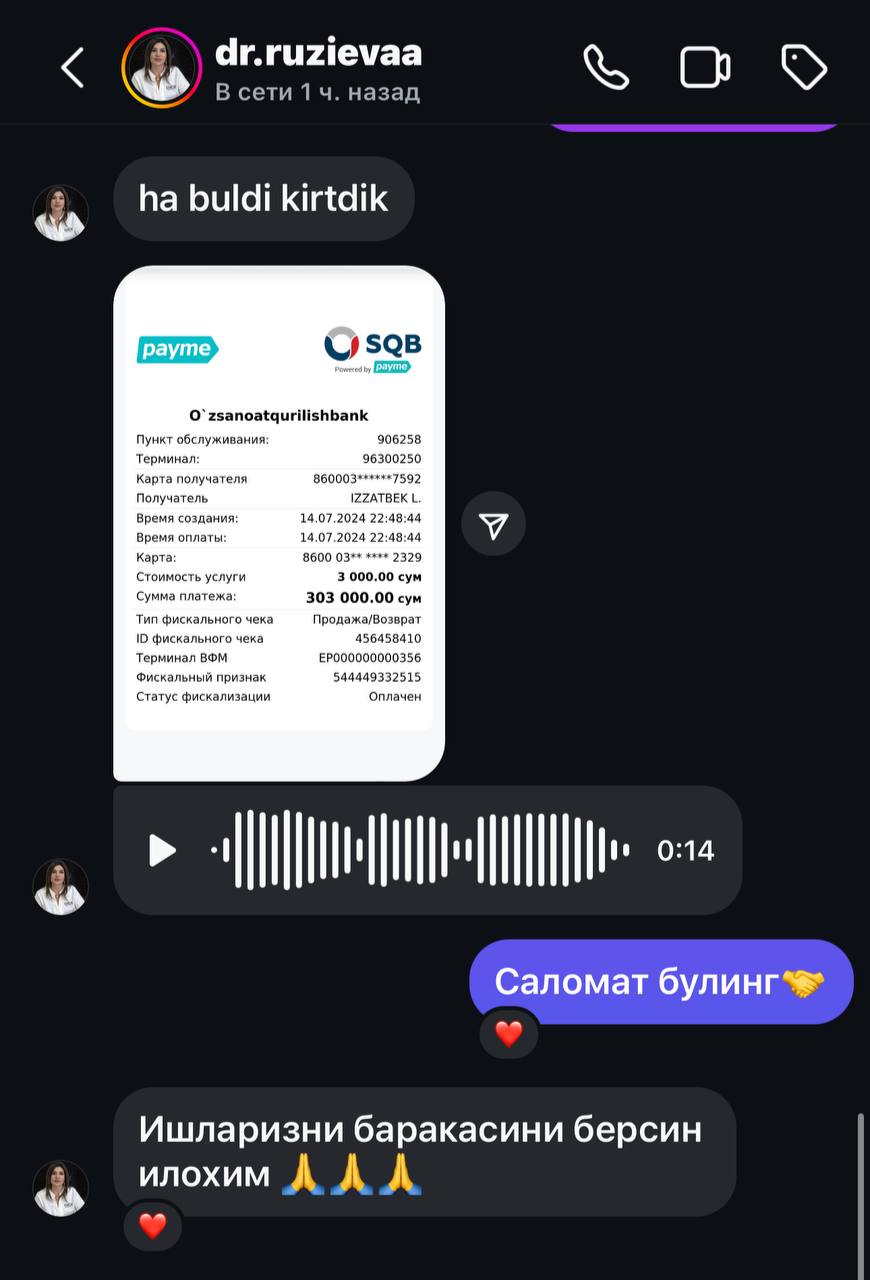 dr.ruzievaa
В сети 1 ч. назад
ha buldi kirtdik
payme
SQB
Powered by payme
O`zsanoatqurilishbank
Пункт обслуживания: 906258
Терминал: 96300250
Карта получателя 860003******7592
Получатель IZZATBEK L.
Время создания: 14.07.2024 22:48:44
Время оплаты: 14.07.2024 22:48:44
Карта: 8600 03** **** 2329
Стоимость услуги 3 000.00 сум
Сумма платежа: 303 000.00 сум
Тип фискального чека Продажа/Возврат
ID фискального чека 456458410
Терминал ВФМ EP000000000356
Фискальный признак 544449332515
Статус фискализации Оплачен
0:14
Саломат булинг🤝
Ишларизни баракасини берсин
илохим 🙏🙏🙏